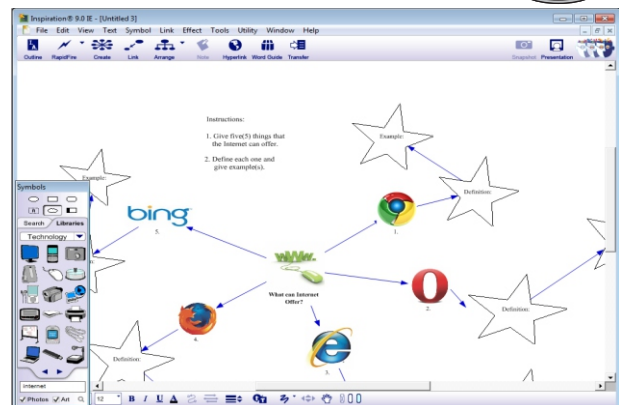 Inspiration® 9.0 IE - [Untitled 3]
File Edit View Text Symbol Link Effect Tools Utility Window Help
Outline RapidFire Create Link Arrange Note Hyperlink Word Guide Transfer Snapshot Presentation
Instructions:
1. Give five(5) things that
the Internet can offer.
2. Define each one and
give example(s).
Example:
Example:
Definition:
Symbols
Search Libraries
Technology
bing
5.
1.
www.
What can Internet
Offer?
2.
Definition:
4.
3.
Definition:
internet
Photos Art
12 B I U A